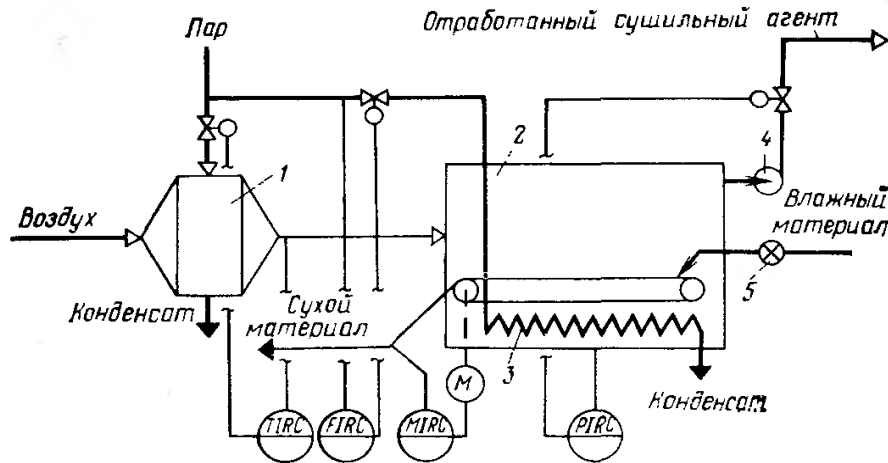 Пар
Отработанный сушильный агент
1
2
4
Воздух
Влажный
материал
5
Конденсат
Сухой
материал
3
M
Конденсат
TIRC
FIRC
MIRC
PIRC